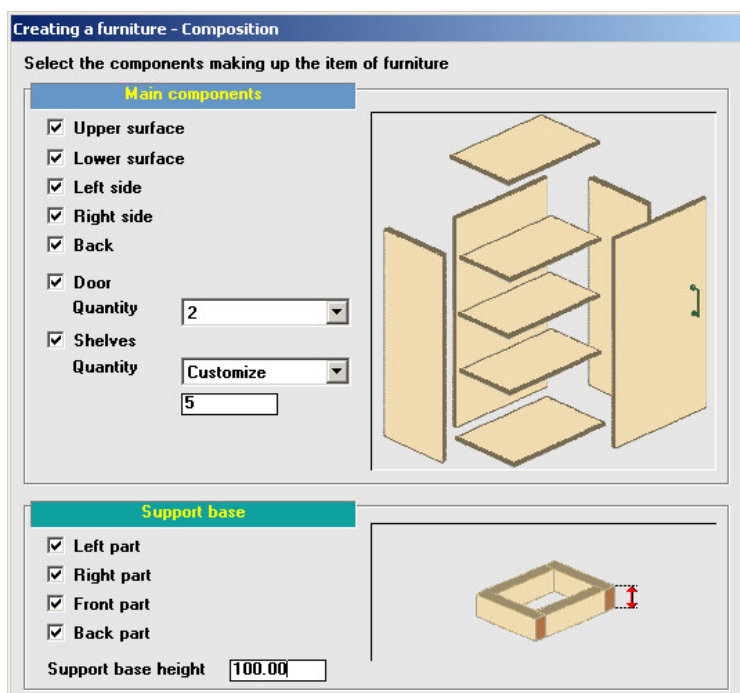 Creating a furniture - Composition
Select the components making up the item of furniture
Main components
Upper surface
Lower surface
Left side
Right side
Back
Door
Quantity 2
Shelves
Quantity Customize
5
Support base
Left part
Right part
Front part
Back part
Support base height 100.00